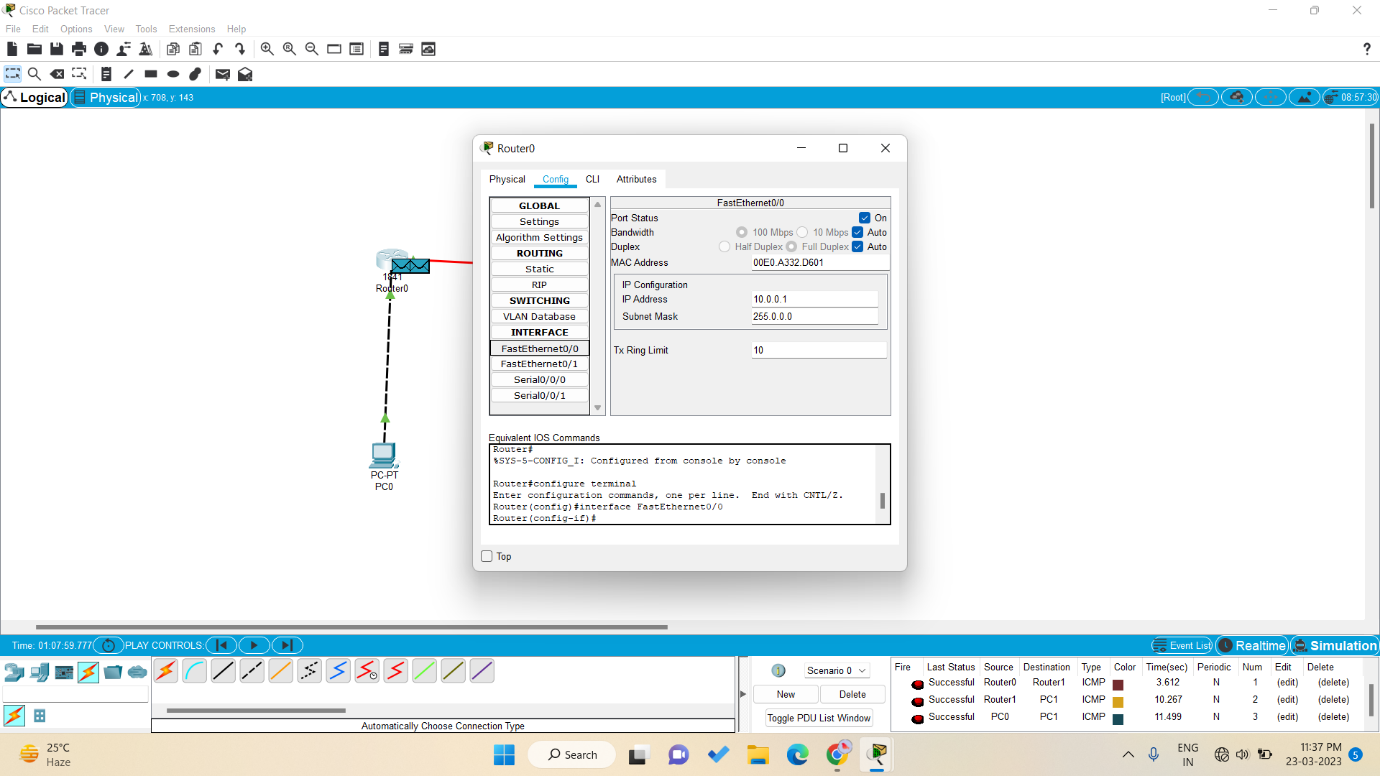 Cisco Packet Tracer
File Edit Options View Tools Extensions Help
?
Logical Physical x: 708, y: 143 [Root] 08:57:30
Router0
Physical Config CLI Attributes
GLOBAL
Settings
Algorithm Settings
ROUTING
Static
RIP
SWITCHING
VLAN Database
INTERFACE
FastEthernet0/0
FastEthernet0/1
Serial0/0/0
Serial0/0/1
FastEthernet0/0
Port Status On
Bandwidth 100 Mbps 10 Mbps Auto
Duplex Half Duplex Full Duplex Auto
MAC Address 00E0.A332.D601
IP Configuration
IP Address 10.0.0.1
Subnet Mask 255.0.0.0
Tx Ring Limit 10
Equivalent IOS Commands
Router#
%SYS-5-CONFIG_I: Configured from console by console
Router#configure terminal
Enter configuration commands, one per line. End with CNTL/Z.
Router(config)#interface FastEthernet0/0
Router(config-if)#
Top
1841
Router0
PC-PT
PC0
Time: 01:07:59.777 PLAY CONTROLS: Event List Realtime Simulation
Automatically Choose Connection Type
Scenario 0
New Delete
Toggle PDU List Window
Fire Last Status Source Destination Type Color Time(sec) Periodic Num Edit Delete
Successful Router0 Router1 ICMP 3.612 N 1 (edit) (delete)
Successful Router1 PC1 ICMP 10.267 N 2 (edit) (delete)
Successful PC0 PC1 ICMP 11.499 N 3 (edit) (delete)
25°C
Haze
Search
ENG
IN
11:37 PM
23-03-2023
5